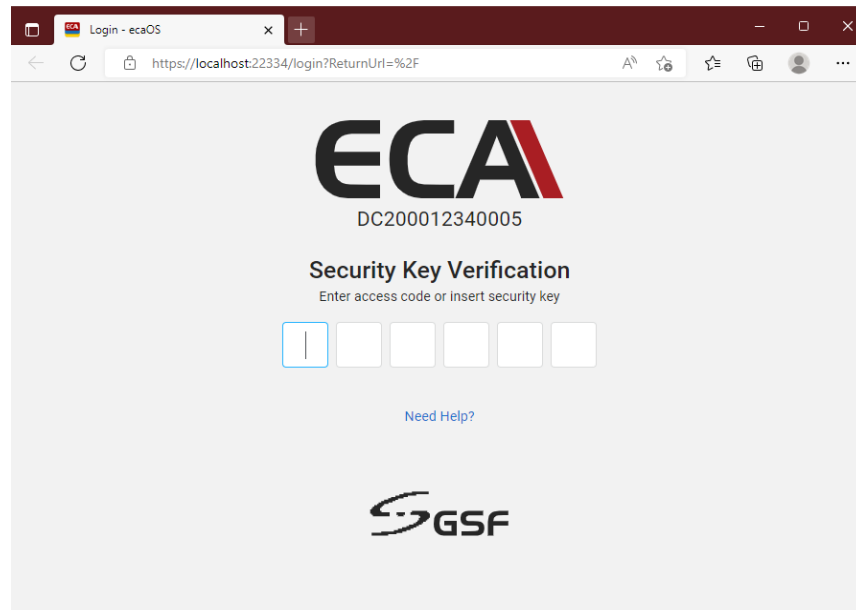 ECA Login - ecaOS
https://localhost:22334/login?ReturnUrl=%2F
ECA
DC200012340005
Security Key Verification
Enter access code or insert security key
Need Help?
GSF